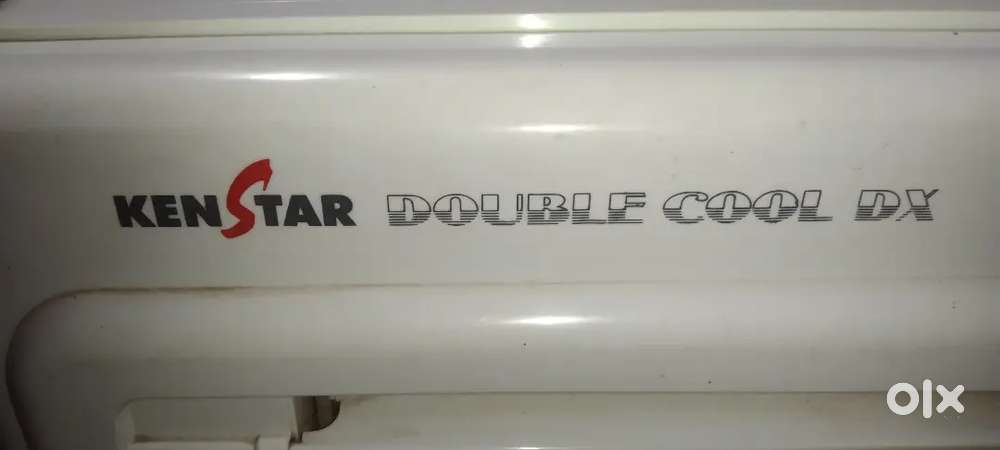 KENSTAR DOUBLE COOL DX
olx